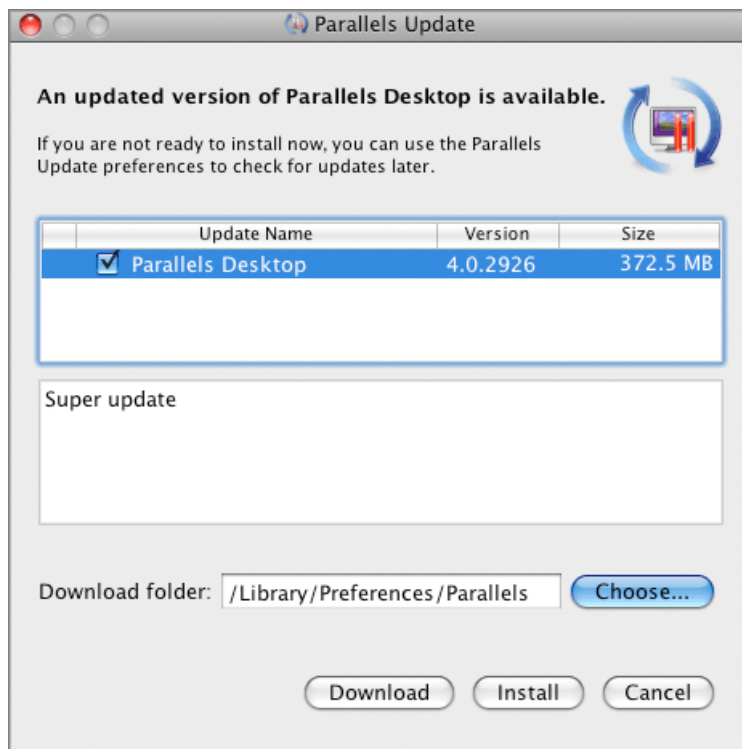 Parallels Update
An updated version of Parallels Desktop is available.
If you are not ready to install now, you can use the Parallels
Update preferences to check for updates later.
Update Name Version Size
Parallels Desktop 4.0.2926 372.5 MB
Super update
Download folder: /Library/Preferences/Parallels Choose...
Download Install Cancel